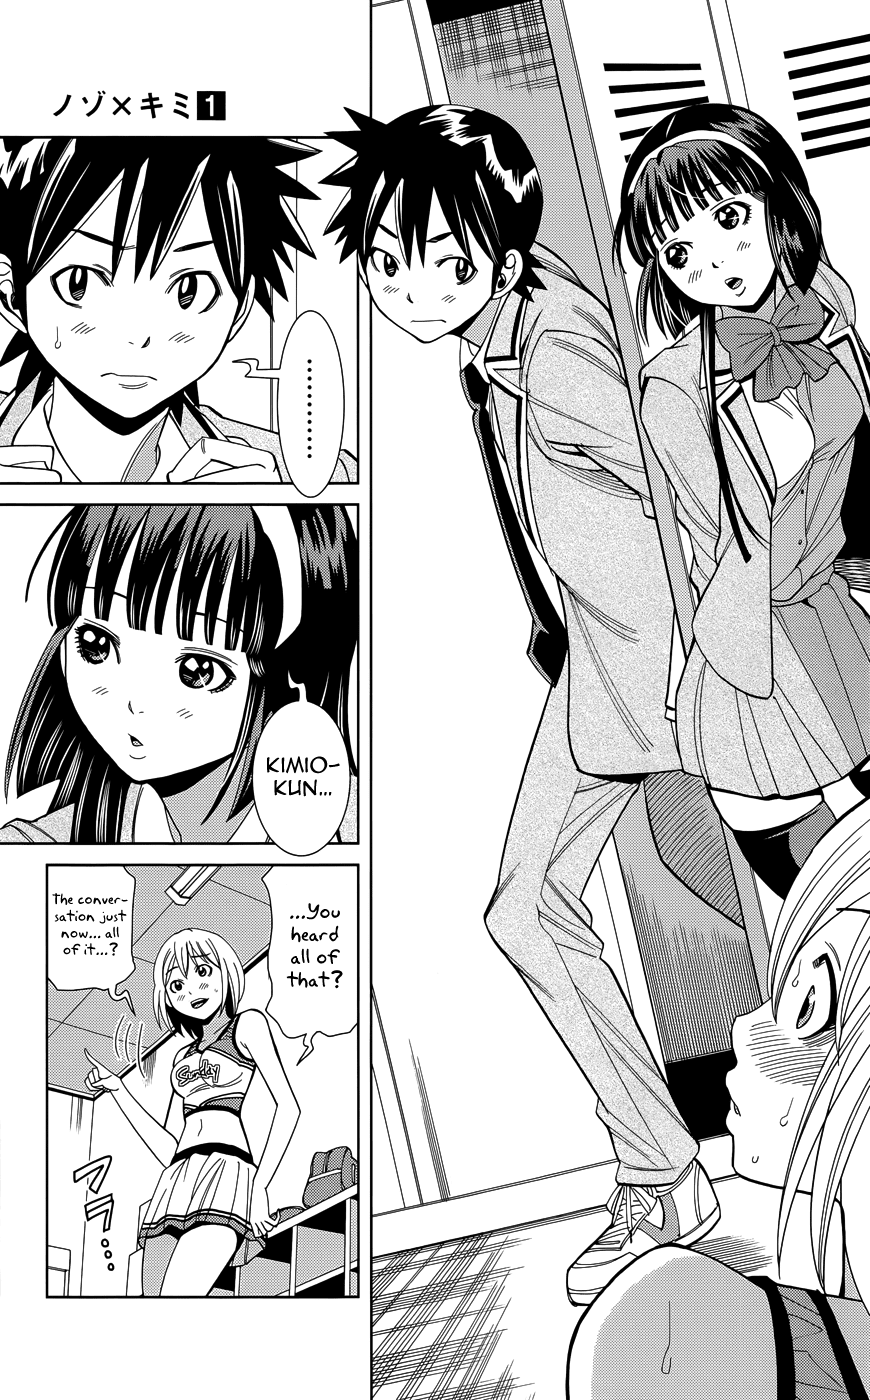 ノゾ×キミ1
.........
KIMIO-
KUN...
...You
heard
all of
that?
The conver-
sation just
now... all
of it...?
Sunday
フラ...